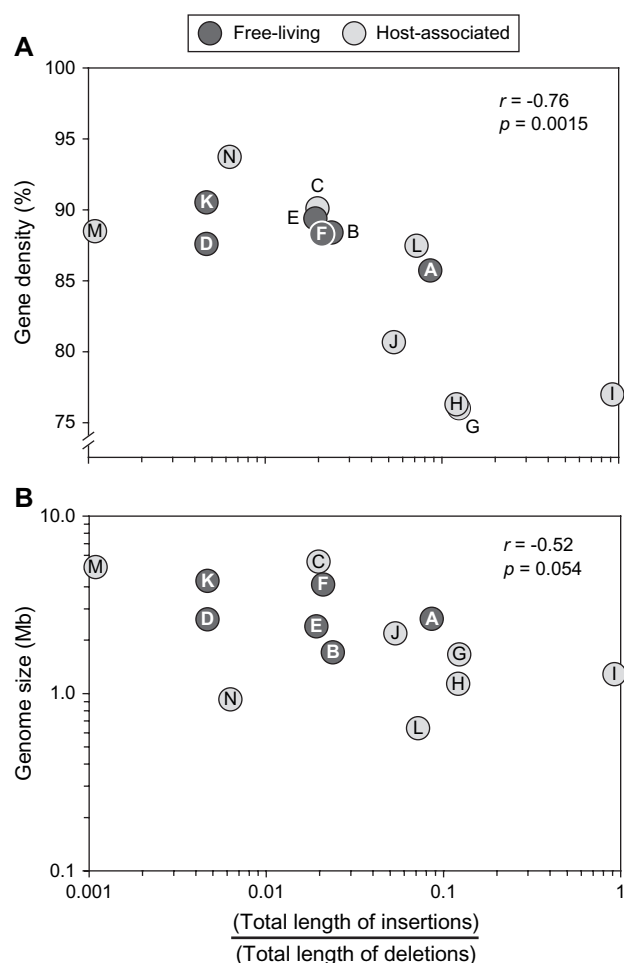 Free-living Host-associated
A
100
95
90
85
80
75
Gene density (%)
r = -0.76
p = 0.0015
N
C
K
E
M
F
B
D
L
A
J
H
I
G
B
10.0
1.0
0.1
Genome size (Mb)
r = -0.52
p = 0.054
C
M
K
F
D
E
A
J
B
G
H
I
N
L
0.001 0.01 0.1 1
(Total length of insertions)
(Total length of deletions)